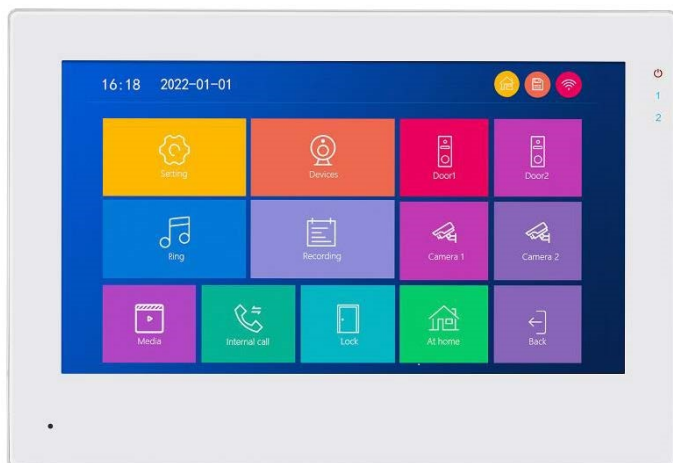 16:18 2022-01-01
1
2
Setting
Devices
Door1
Door2
Ring
Recording
Camera 1
Camera 2
Media
Internal call
Lock
At home
Back